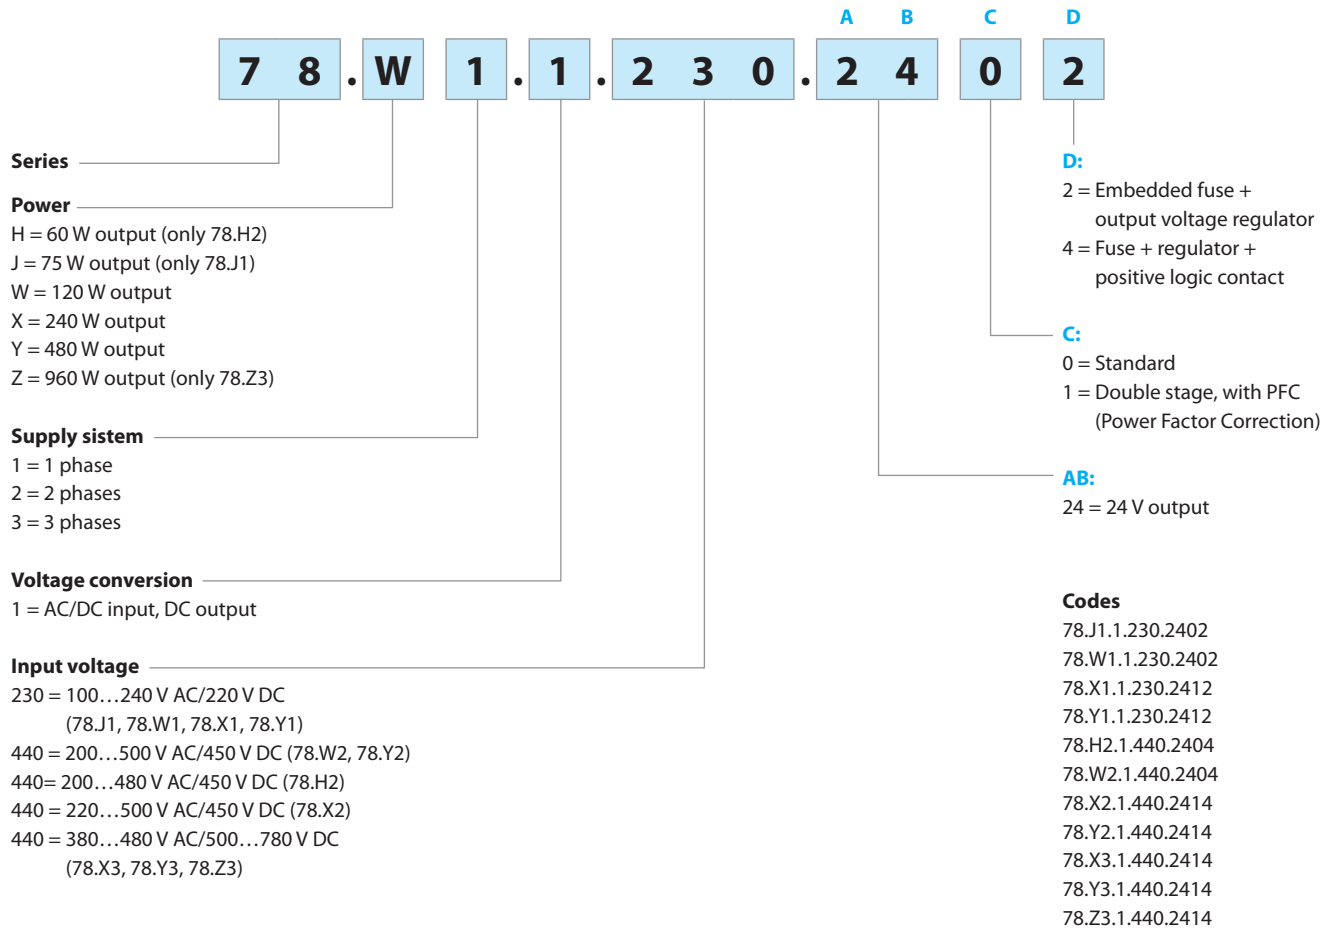 A B C D
7 8 . W 1 . 1 . 2 3 0 . 2 4 0 2
Series
Power
H = 60 W output (only 78.H2)
J = 75 W output (only 78.J1)
W = 120 W output
X = 240 W output
Y = 480 W output
Z = 960 W output (only 78.Z3)
Supply sistem
1 = 1 phase
2 = 2 phases
3 = 3 phases
Voltage conversion
1 = AC/DC input, DC output
Input voltage
230 = 100…240 V AC/220 V DC
(78.J1, 78.W1, 78.X1, 78.Y1)
440 = 200…500 V AC/450 V DC (78.W2, 78.Y2)
440= 200…480 V AC/450 V DC (78.H2)
440 = 220…500 V AC/450 V DC (78.X2)
440 = 380…480 V AC/500…780 V DC
(78.X3, 78.Y3, 78.Z3)
D:
2 = Embedded fuse +
output voltage regulator
4 = Fuse + regulator +
positive logic contact
C:
0 = Standard
1 = Double stage, with PFC
(Power Factor Correction)
AB:
24 = 24 V output
Codes
78.J1.1.230.2402
78.W1.1.230.2402
78.X1.1.230.2412
78.Y1.1.230.2412
78.H2.1.440.2404
78.W2.1.440.2404
78.X2.1.440.2414
78.Y2.1.440.2414
78.X3.1.440.2414
78.Y3.1.440.2414
78.Z3.1.440.2414